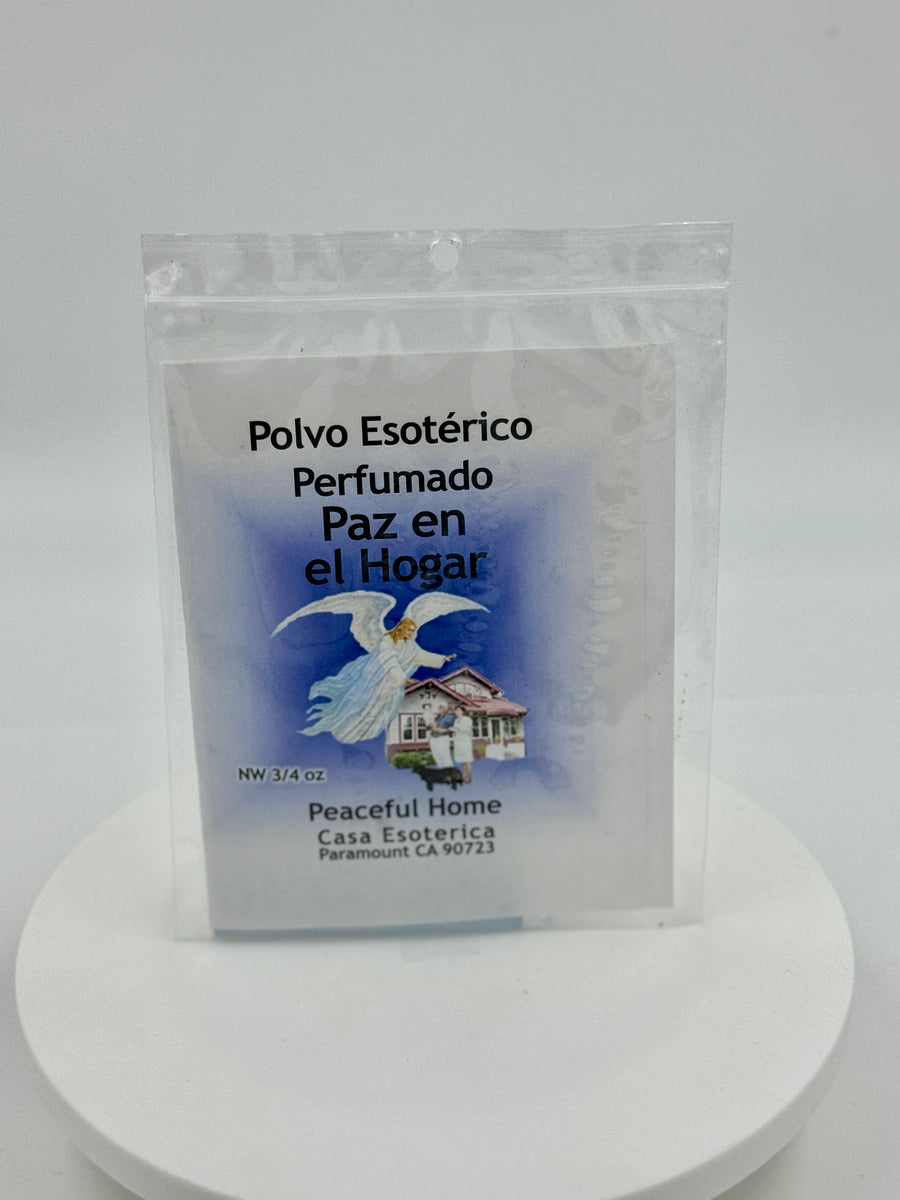 Polvo Esotérico
Perfumado
Paz en
el Hogar
NW 3/4 oz
Peaceful Home
Casa Esoterica
Paramount CA 90723